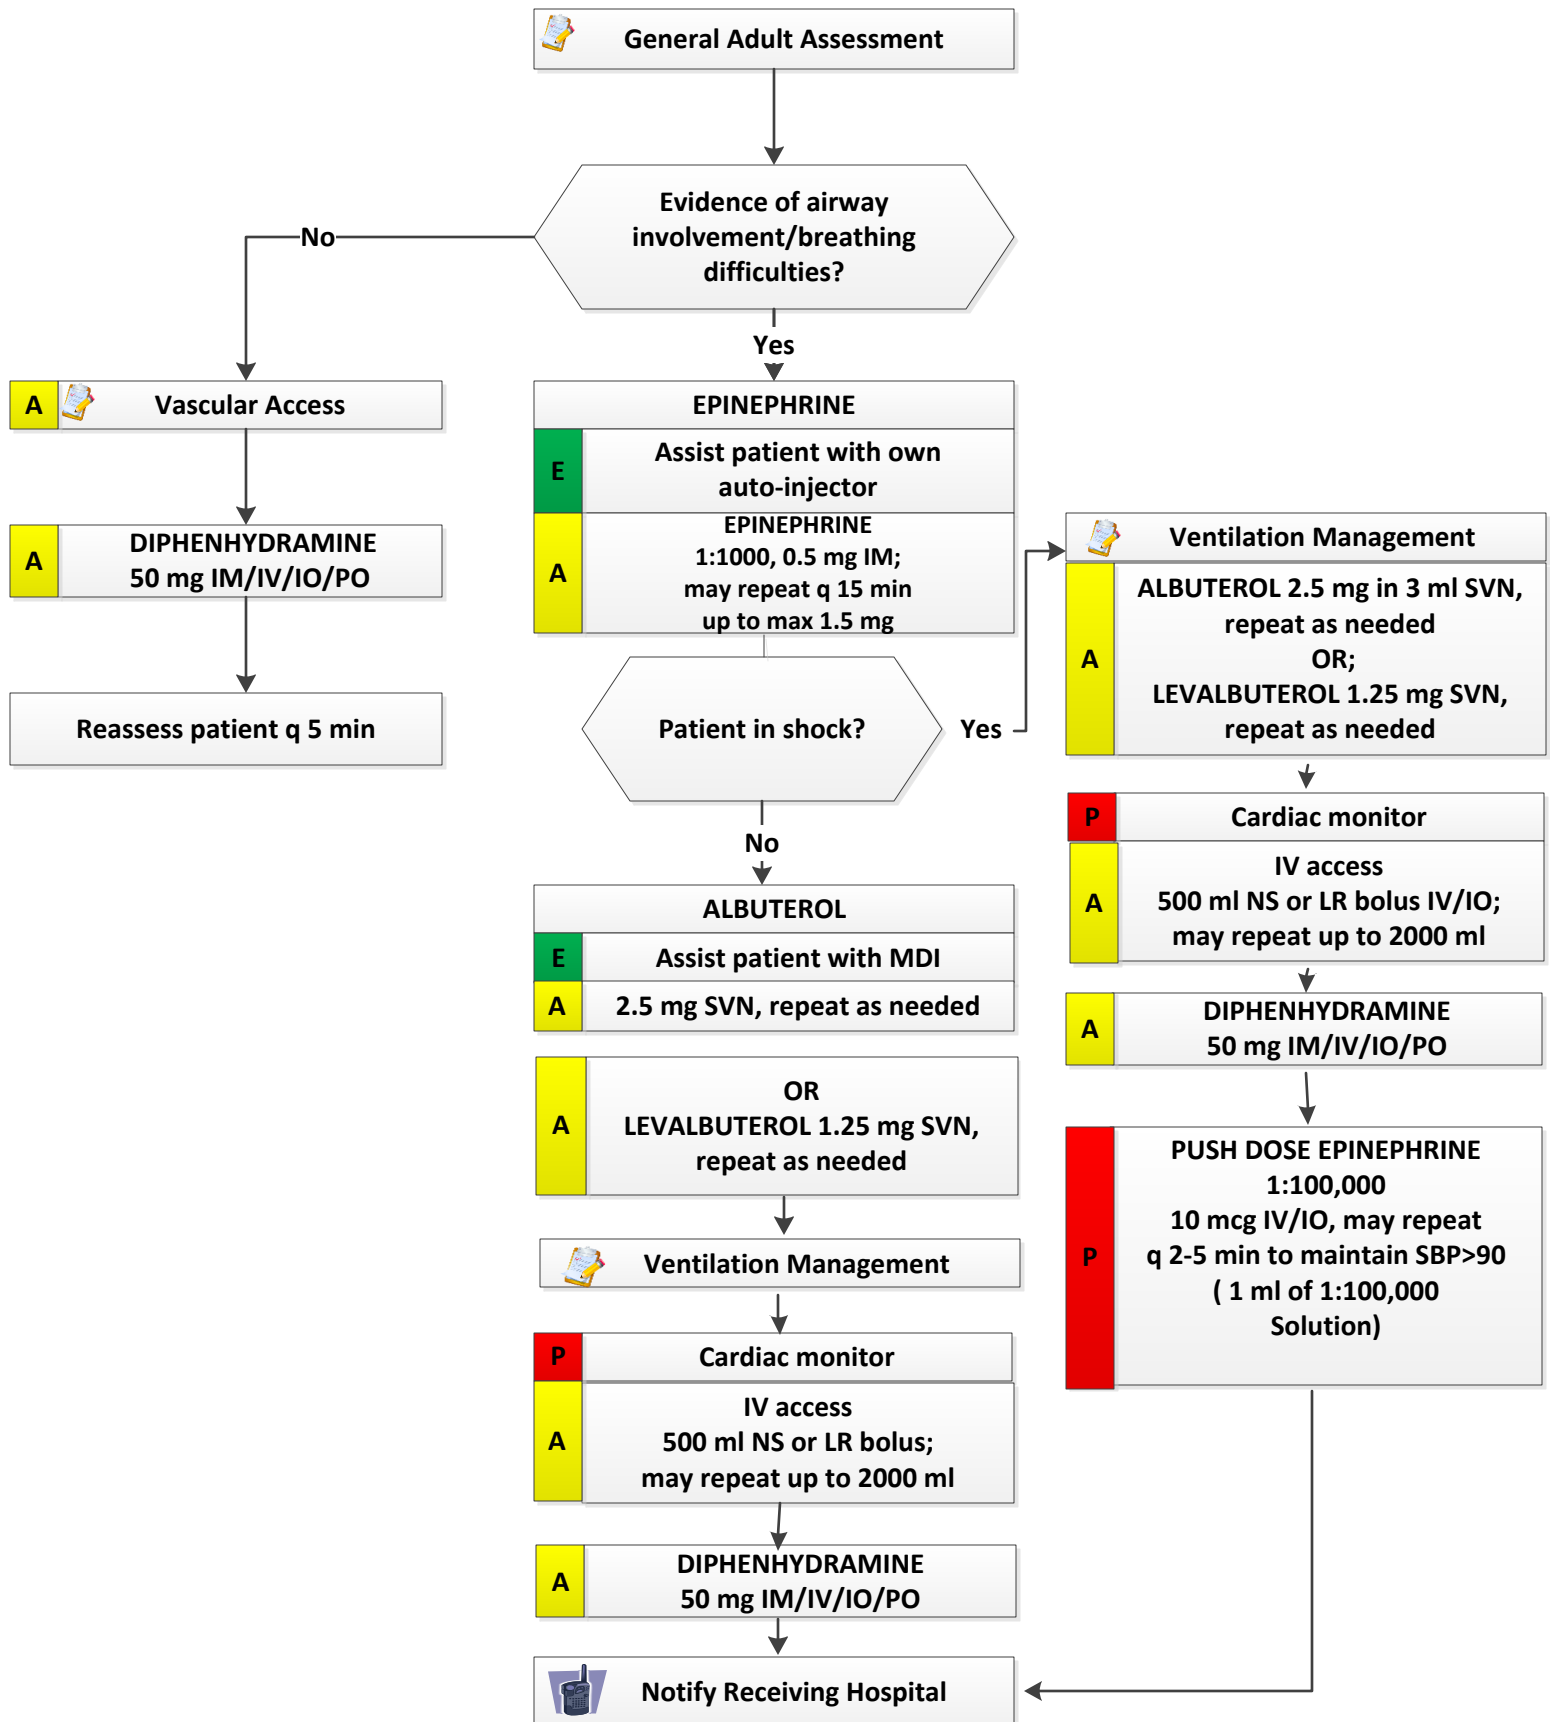 General Adult Assessment
Evidence of airway
involvement/breathing
difficulties?
No
Yes
A
Vascular Access
A
DIPHENHYDRAMINE
50 mg IM/IV/IO/PO
Reassess patient q 5 min
EPINEPHRINE
E
Assist patient with own
auto-injector
A
EPINEPHRINE
1:1000, 0.5 mg IM;
may repeat q 15 min
up to max 1.5 mg
Patient in shock?
Yes
No
ALBUTEROL
E
Assist patient with MDI
A
2.5 mg SVN, repeat as needed
A
OR
LEVALBUTEROL 1.25 mg SVN,
repeat as needed
Ventilation Management
P
Cardiac monitor
A
IV access
500 ml NS or LR bolus;
may repeat up to 2000 ml
A
DIPHENHYDRAMINE
50 mg IM/IV/IO/PO
Ventilation Management
A
ALBUTEROL 2.5 mg in 3 ml SVN,
repeat as needed
OR;
LEVALBUTEROL 1.25 mg SVN,
repeat as needed
P
Cardiac monitor
A
IV access
500 ml NS or LR bolus IV/IO;
may repeat up to 2000 ml
A
DIPHENHYDRAMINE
50 mg IM/IV/IO/PO
P
PUSH DOSE EPINEPHRINE
1:100,000
10 mcg IV/IO, may repeat
q 2-5 min to maintain SBP>90
( 1 ml of 1:100,000
Solution)
Notify Receiving Hospital